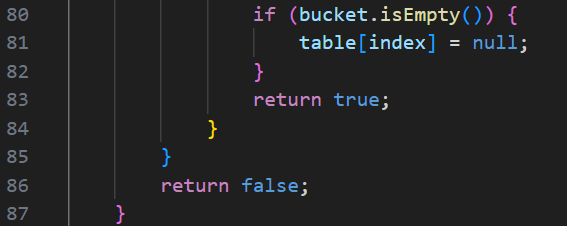 80 if (bucket.isEmpty()) {
81 table[index] = null;
82 }
83 return true;
84 }
85 }
86 return false;
87 }